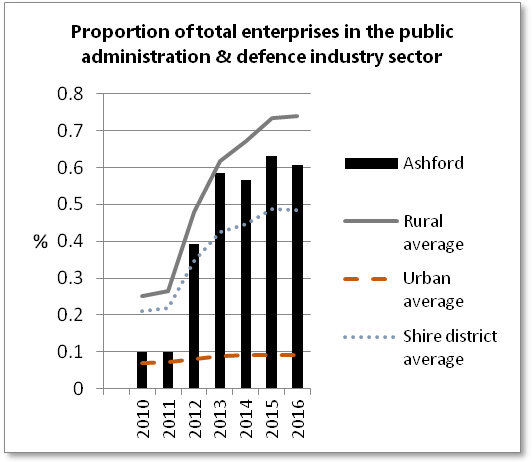 Proportion of total enterprises in the public
administration & defence industry sector
0.8
0.7
0.6
0.5
0.4
0.3
0.2
0.1
0
%
2010
2011
2012
2013
2014
2015
2016
Ashford
Rural
average
Urban
average
Shire district
average